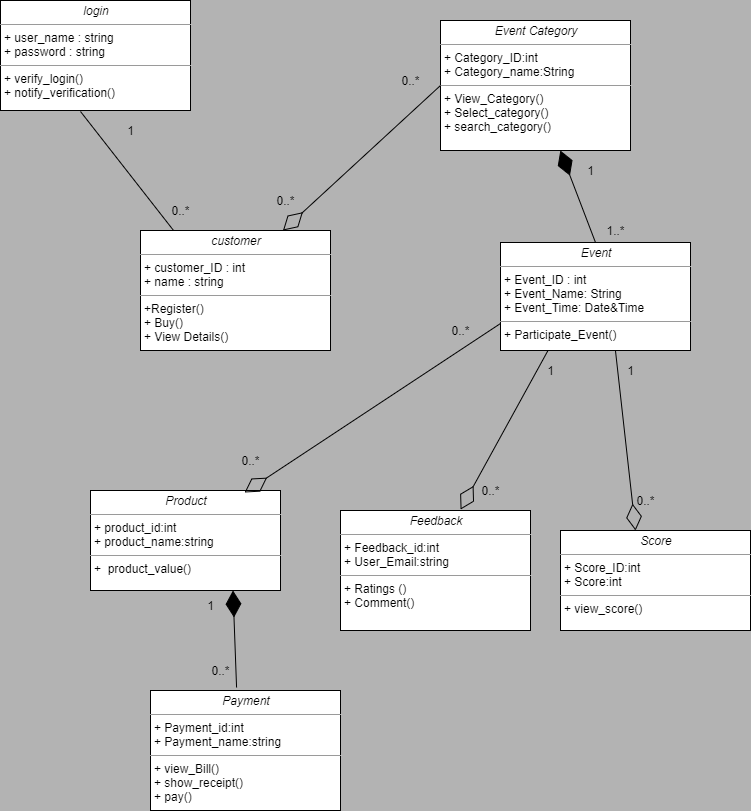 login
+ user_name : string
+ password : string
+ verify_login()
+ notify_verification()
Event Category
+ Category_ID:int
+ Category_name:String
+ View_Category()
+ Select_category()
+ search_category()
0..*
1
1
0..*
0..*
1..*
customer
+ customer_ID : int
+ name : string
+Register()
+ Buy()
+ View Details()
Event
+ Event_ID : int
+ Event_Name: String
+ Event_Time: Date&Time
+ Participate_Event()
0..*
1
1
0..*
0..*
0..*
Product
+ product_id:int
+ product_name:string
+  product_value()
Feedback
+ Feedback_id:int
+ User_Email:string
+ Ratings ()
+ Comment()
Score
+ Score_ID:int
+ Score:int
+ view_score()
1
0..*
Payment
+ Payment_id:int
+ Payment_name:string
+ view_Bill()
+ show_receipt()
+ pay()